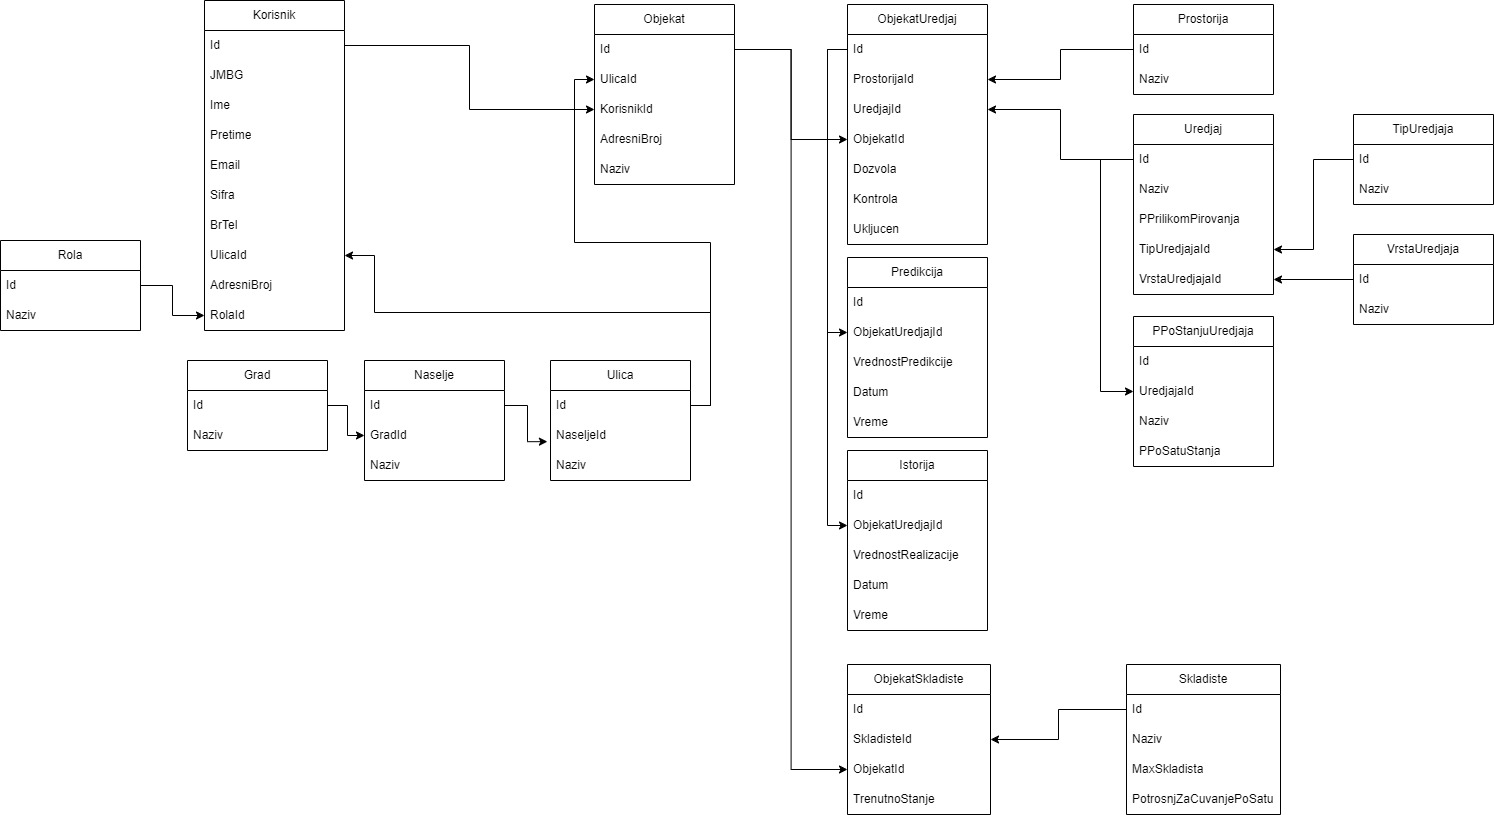 Korisnik
Id
JMBG
Ime
Pretime
Email
Sifra
BrTel
UlicaId
AdresniBroj
RolaId
Objekat
Id
UlicaId
KorisnikId
AdresniBroj
Naziv
ObjekatUredjaj
Id
ProstorijaId
UredjajId
ObjekatId
Dozvola
Kontrola
Ukljucen
Prostorija
Id
Naziv
Uredjaj
Id
Naziv
PPrilikomPirovanja
TipUredjajaId
VrstaUredjajaId
TipUredjaja
Id
Naziv
VrstaUredjaja
Id
Naziv
Rola
Id
Naziv
Predikcija
Id
ObjekatUredjajId
VrednostPredikcije
Datum
Vreme
PPoStanjuUredjaja
Id
UredjajaId
Naziv
PPoSatuStanja
Grad
Id
Naziv
Naselje
Id
GradId
Naziv
Ulica
Id
NaseljeId
Naziv
Istorija
Id
ObjekatUredjajId
VrednostRealizacije
Datum
Vreme
ObjekatSkladiste
Id
SkladisteId
ObjekatId
TrenutnoStanje
Skladiste
Id
Naziv
MaxSkladista
PotrosnjZaCuvanjePoSatu